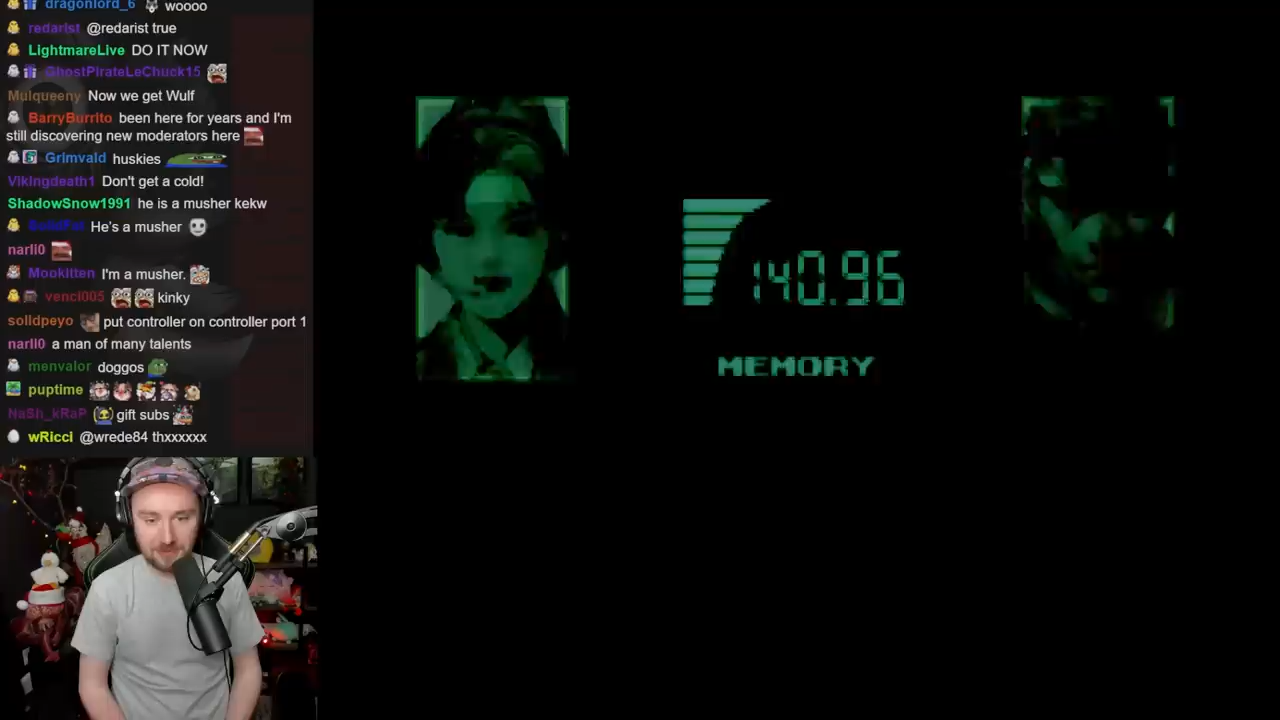 dragonlord_6 woooo
redarist @redarist true
LightmareLive DO IT NOW
GhostPirateLeChuck15
Mulqueeny Now we get Wulf
BarryBurrito been here for years and I'm
still discovering new moderators here
Grimvald huskies
Vikingdeath1 Don't get a cold!
ShadowSnow1991 he is a musher kekw
He's a musher
narli0
Mookitten I'm a musher.
venci005 kinky
solldpeyo put controller on controller port 1
narli0 a man of many talents
menvalor doggos
puptime
NaSh_kRaP gift subs
wRicci @wrede84 thxxxxxx
140.96
MEMORY